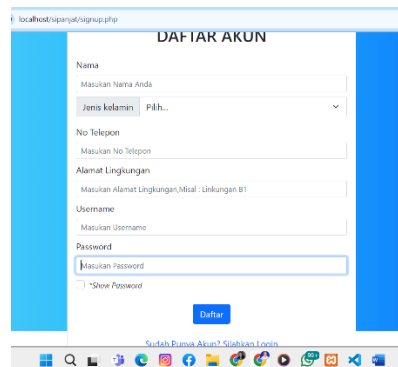 localhost/sipanjat/signup.php
DAFTAR AKUN
Nama
Masukan Nama Anda
Jenis kelamin Pilih...
No Telepon
Masukan No Telepon
Alamat Lingkungan
Masukan Alamat Lingkungan,Misal : Linkungan B1
Username
Masukan Username
Password
Masukan Password
*Show Password
Daftar
Sudah Punya Akun? Silahkan Login
99+